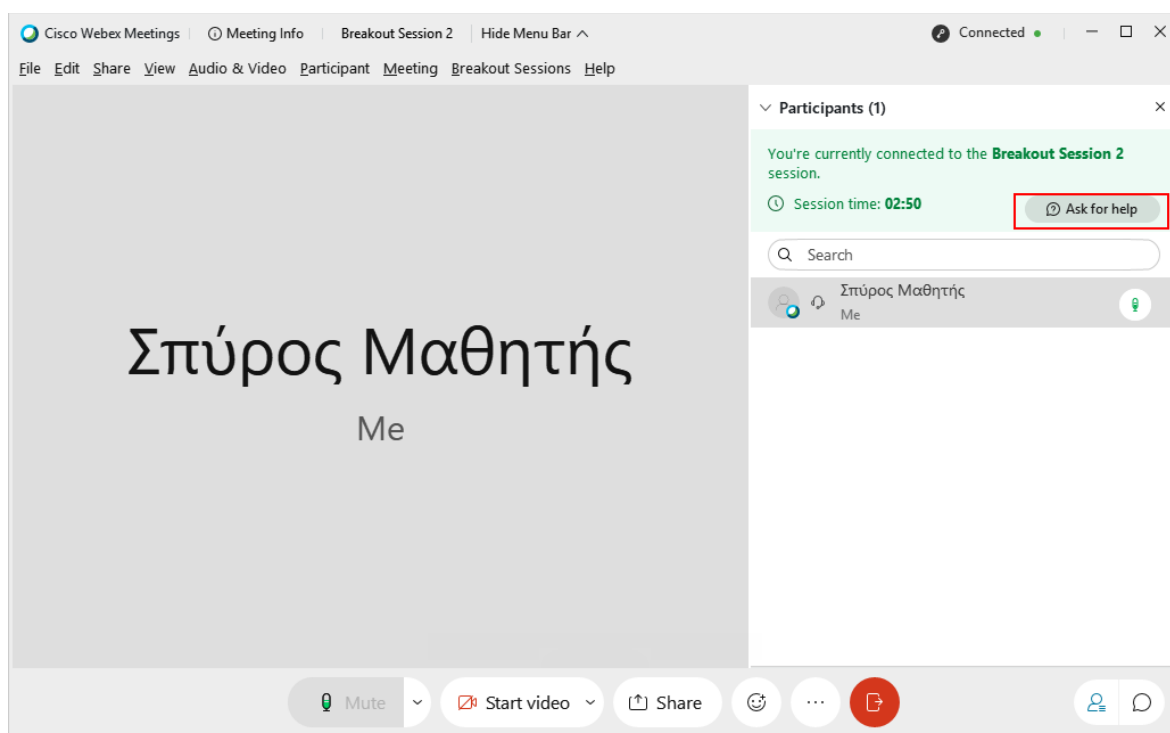 Cisco Webex Meetings Meeting Info Breakout Session 2 Hide Menu Bar Connected
File Edit Share View Audio & Video Participant Meeting Breakout Sessions Help
Participants (1)
You're currently connected to the Breakout Session 2
session.
Session time: 02:50
Ask for help
Search
Σπύρος Μαθητής
Me
Σπύρος Μαθητής
Me
Mute Start video Share